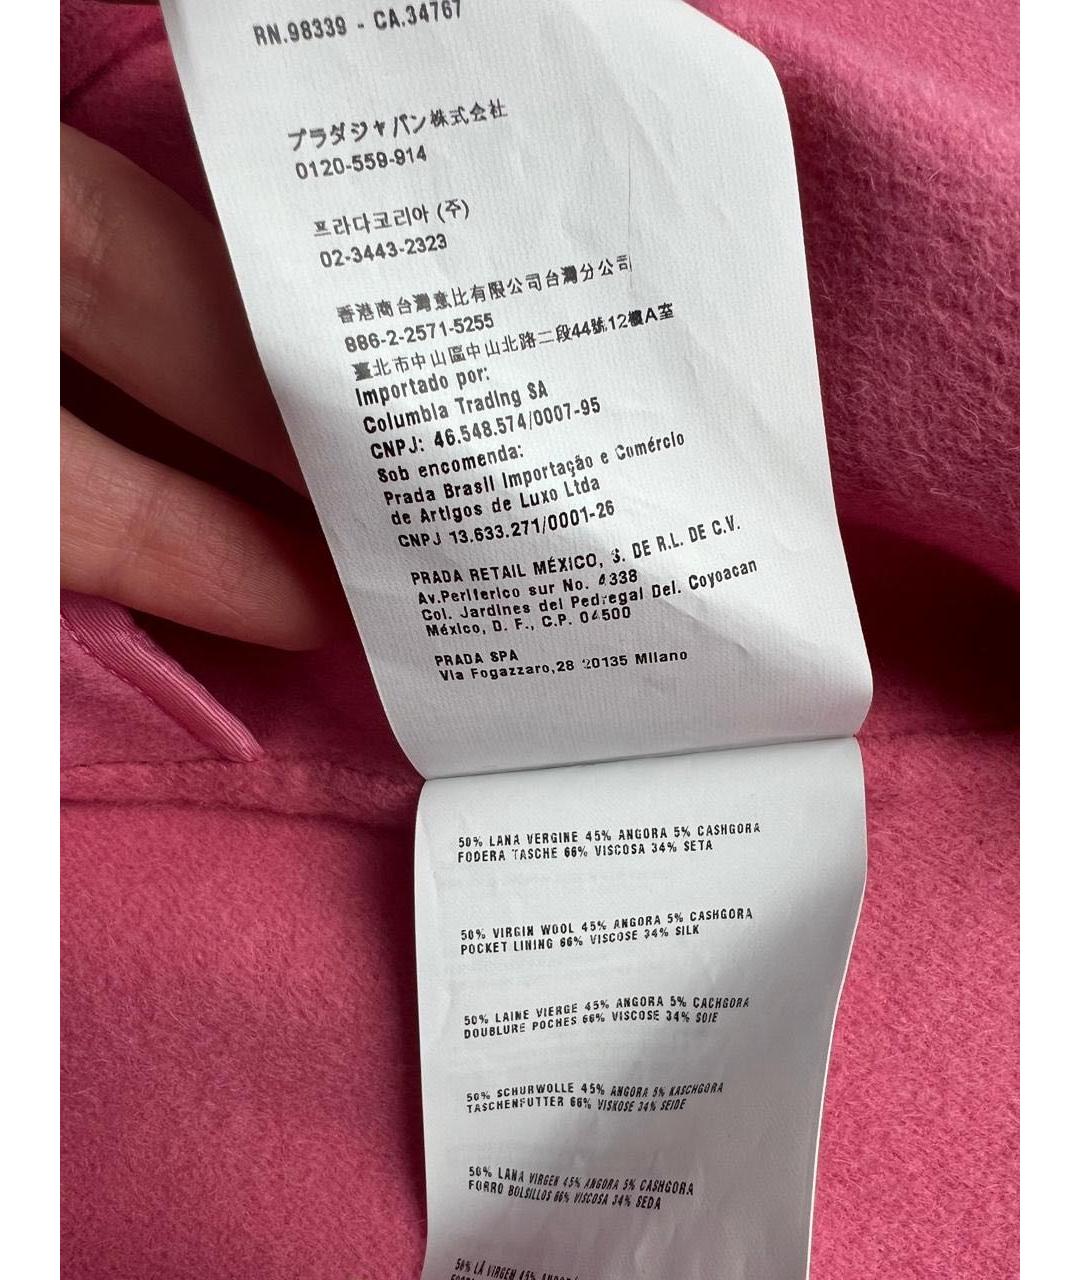 RN.98339 - CA.34767
プラダジャパン株式会社
0120-559-914
프라다코리아 (주)
02-3443-2323
香港商台灣意比有限公司台灣分公司
886-2-2571-5255
臺北市中山區中山北路二段44號12樓A室
Importado por:
Columbia Trading SA
CNPJ: 46.548.574/0007-95
Sob encomenda:
Prada Brasil Importação e Comércio
de Artigos de Luxo Ltda
CNPJ 13.633.271/0001-26
PRADA RETAIL MÉXICO, S. DE R.L. DE C.V.
Av.Periferico sur No. 4338
Col. Jardines del Pedregal Del. Coyoacan
México, D. F., C.P. 04500
PRADA SPA
Via Fogazzaro,28 20135 Milano
50% LANA VERGINE 45% ANGORA 5% CASHGORA
FODERA TASCHE 66% VISCOSA 34% SETA
50% VIRGIN WOOL 45% ANGORA 5% CASHGORA
POCKET LINING 66% VISCOSE 34% SILK
50% LAINE VIERGE 45% ANGORA 5% CACHGORA
DOUBLURE POCHES 66% VISCOSE 34% SOIE
50% SCHURWOLLE 45% ANGORA 5% KASCHGORA
TASCHENFUTTER 66% VISKOSE 34% SEIDE
50% LANA VIRGEN 45% ANGORA 5% CASHGORA
FORRO BOLSILLOS 66% VISCOSA 34% SEDA
50% LÃ VIRGEM 45%